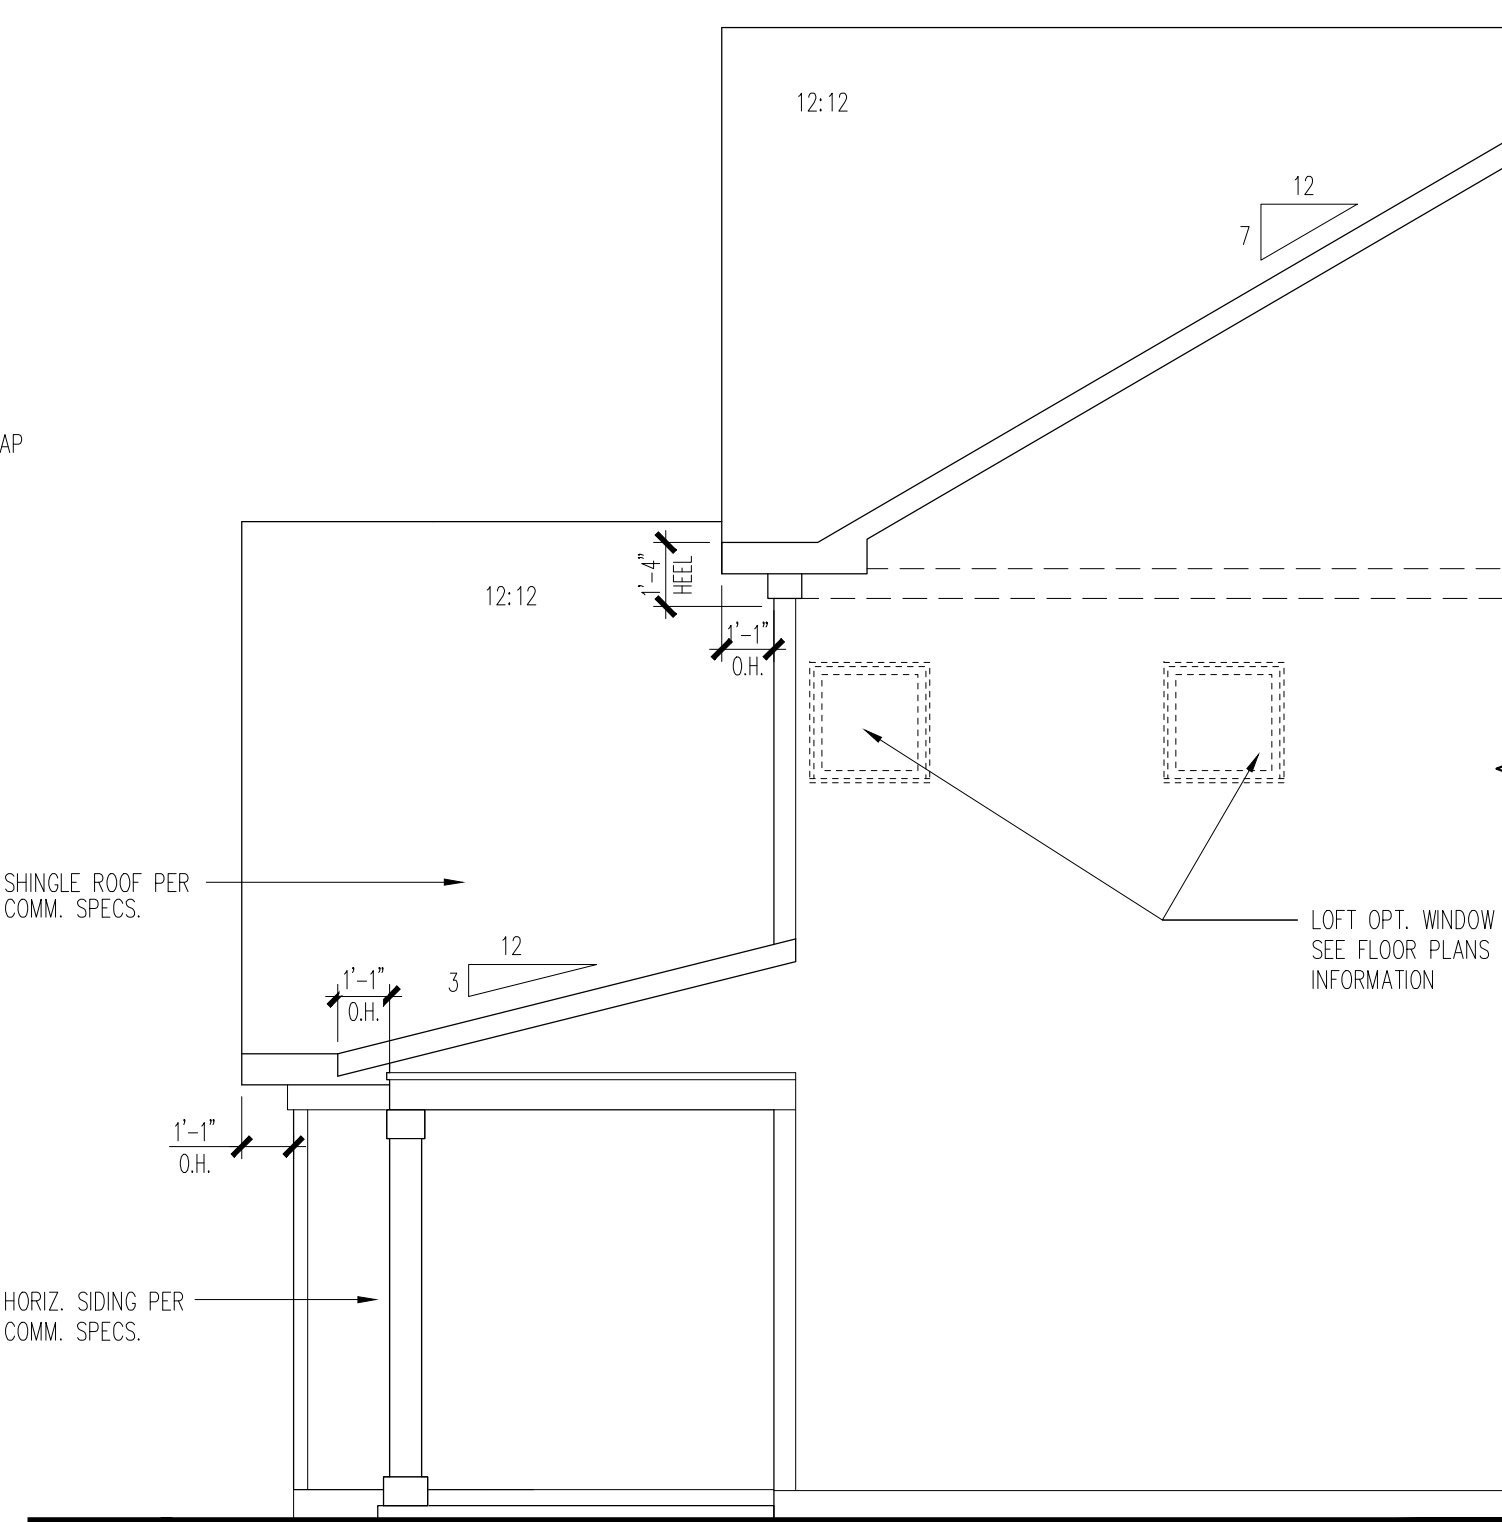 12:12
12
7
AP
12:12
1'-4"
HEEL
1'-1"
O.H.
SHINGLE ROOF PER
COMM. SPECS.
LOFT OPT. WINDOW
SEE FLOOR PLANS
INFORMATION
12
3
1'-1"
O.H.
1'-1"
O.H.
HORIZ. SIDING PER
COMM. SPECS.